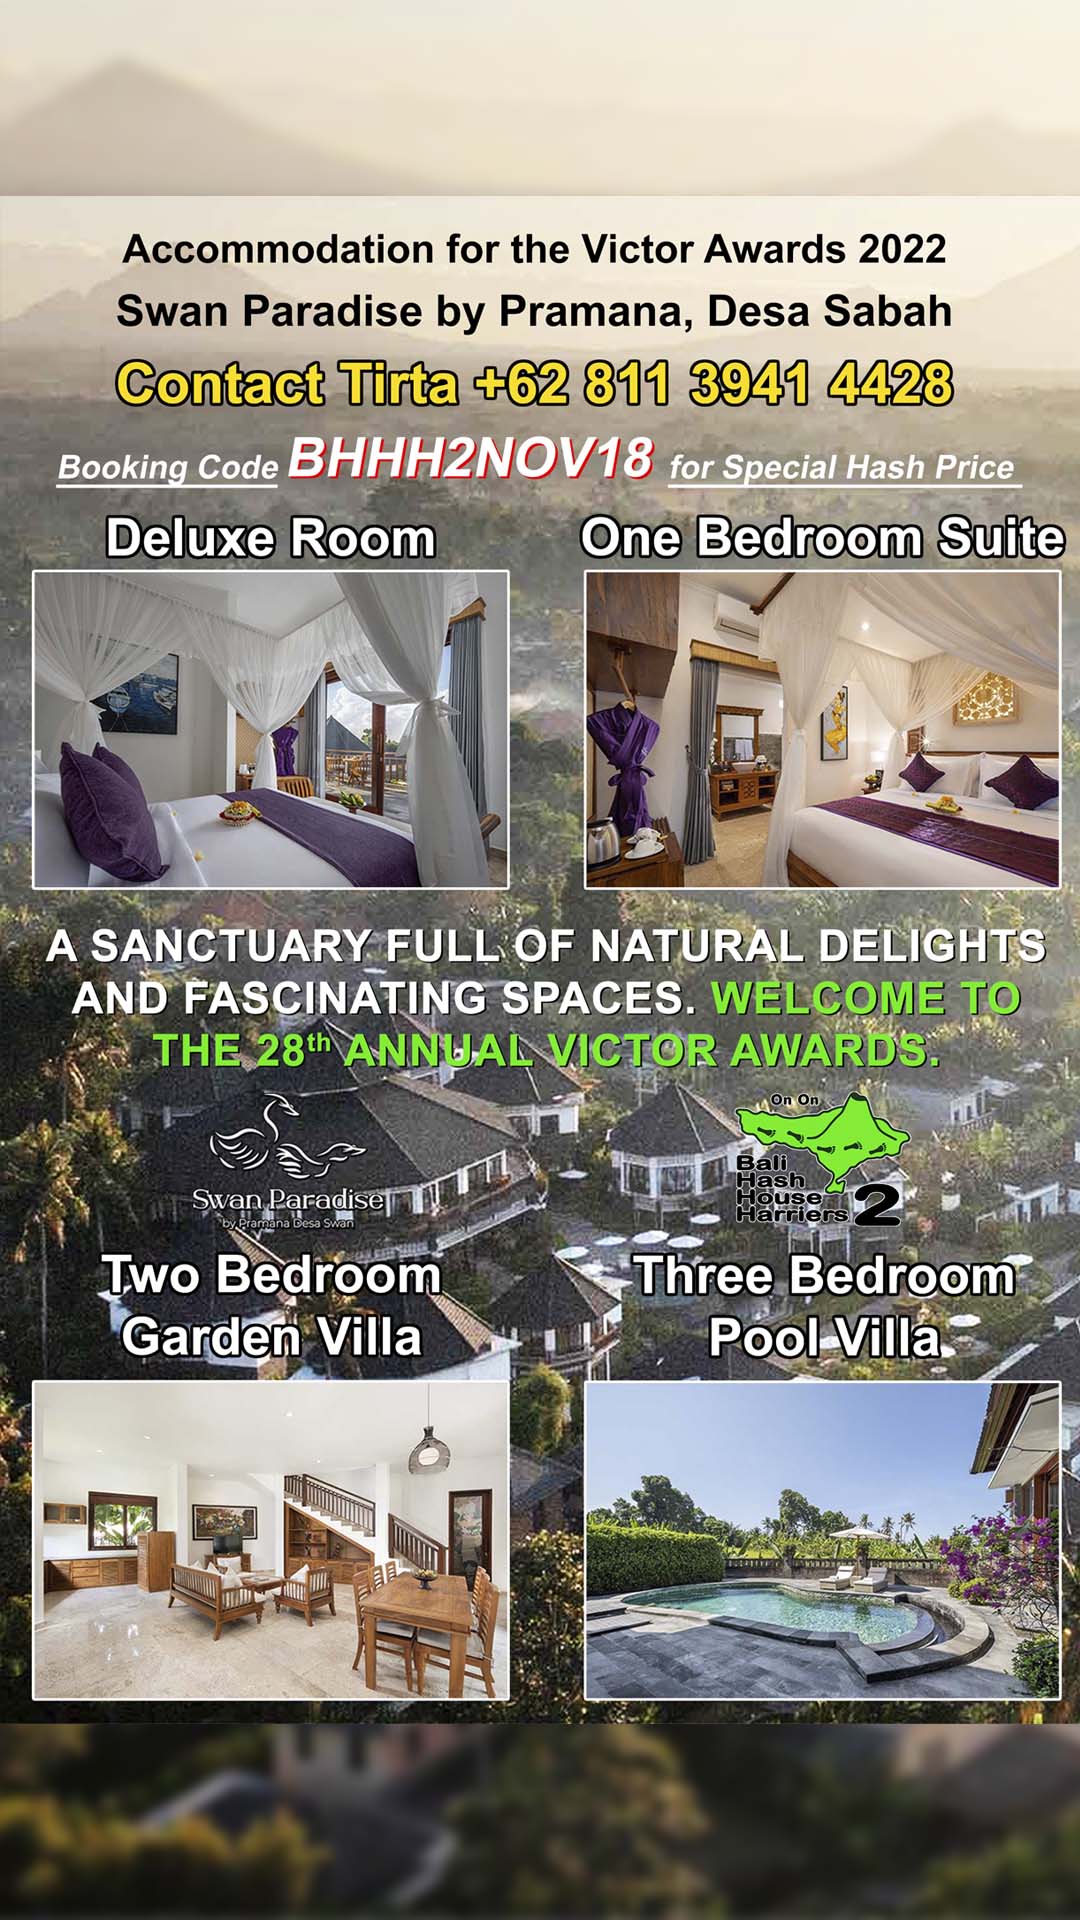 Accommodation for the Victor Awards 2022
Swan Paradise by Pramana, Desa Sabah
Contact Tirta +62 811 3941 4428
Booking Code BHHH2NOV18 for Special Hash Price
Deluxe Room
One Bedroom Suite
A SANCTUARY FULL OF NATURAL DELIGHTS
AND FASCINATING SPACES. WELCOME TO
THE 28th ANNUAL VICTOR AWARDS.
Swan Paradise
by Pramana Desa Swan
On On
Bali
Hash
House
Harriers 2
Two Bedroom
Garden Villa
Three Bedroom
Pool Villa